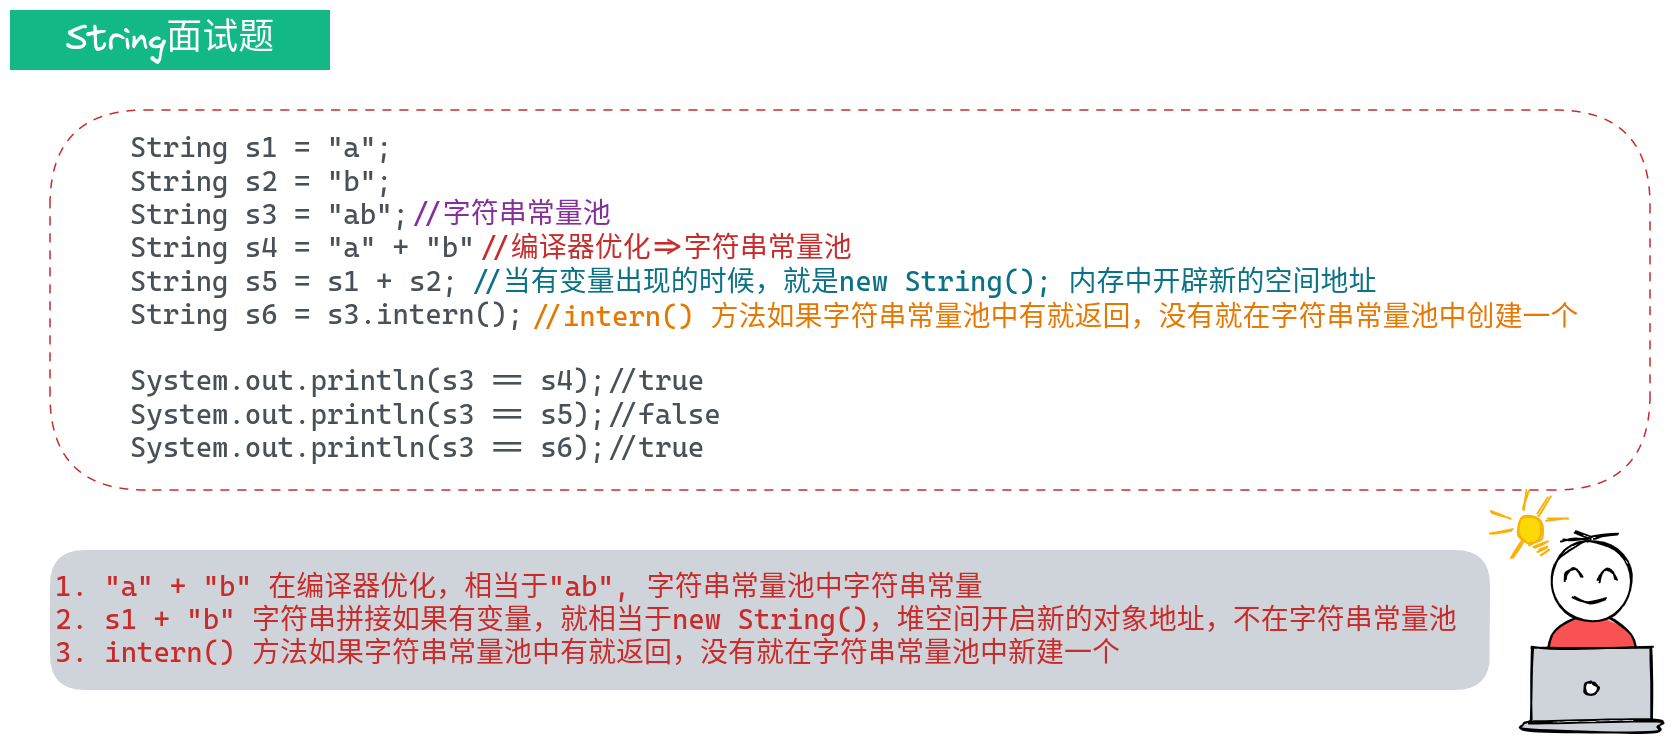 String面试题
String s1 = "a";
String s2 = "b";
String s3 = "ab";//字符串常量池
String s4 = "a" + "b"//编译器优化=>字符串常量池
String s5 = s1 + s2; //当有变量出现的时候，就是new String(); 内存中开辟新的空间地址
String s6 = s3.intern();//intern() 方法如果字符串常量池中有就返回，没有就在字符串常量池中创建一个
System.out.println(s3 == s4);//true
System.out.println(s3 == s5);//false
System.out.println(s3 == s6);//true
1. "a" + "b" 在编译器优化，相当于"ab", 字符串常量池中字符串常量
2. s1 + "b" 字符串拼接如果有变量，就相当于new String()，堆空间开启新的对象地址，不在字符串常量池
3. intern() 方法如果字符串常量池中有就返回，没有就在字符串常量池中新建一个